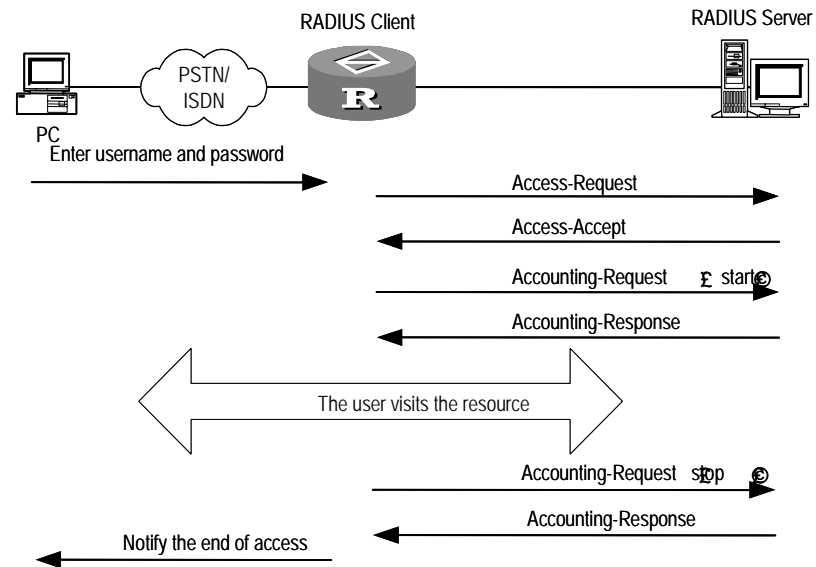 RADIUS Client
RADIUS Server
PSTN/
ISDN
R
PC
Enter username and password
Access-Request
Access-Accept
Accounting-Request £ start©
Accounting-Response
The user visits the resource
Accounting-Request £ stop ©
Accounting-Response
Notify the end of access